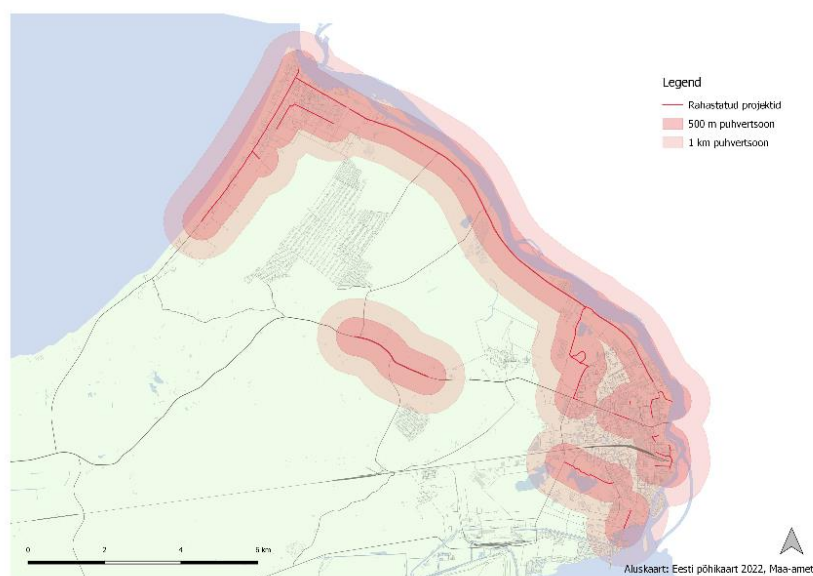 Legend
Rahastatud projektid
500 m puhvertsoon
1 km puhvertsoon
0 2 4 6 km
Aluskaart: Eesti põhikaart 2022, Maa-amet